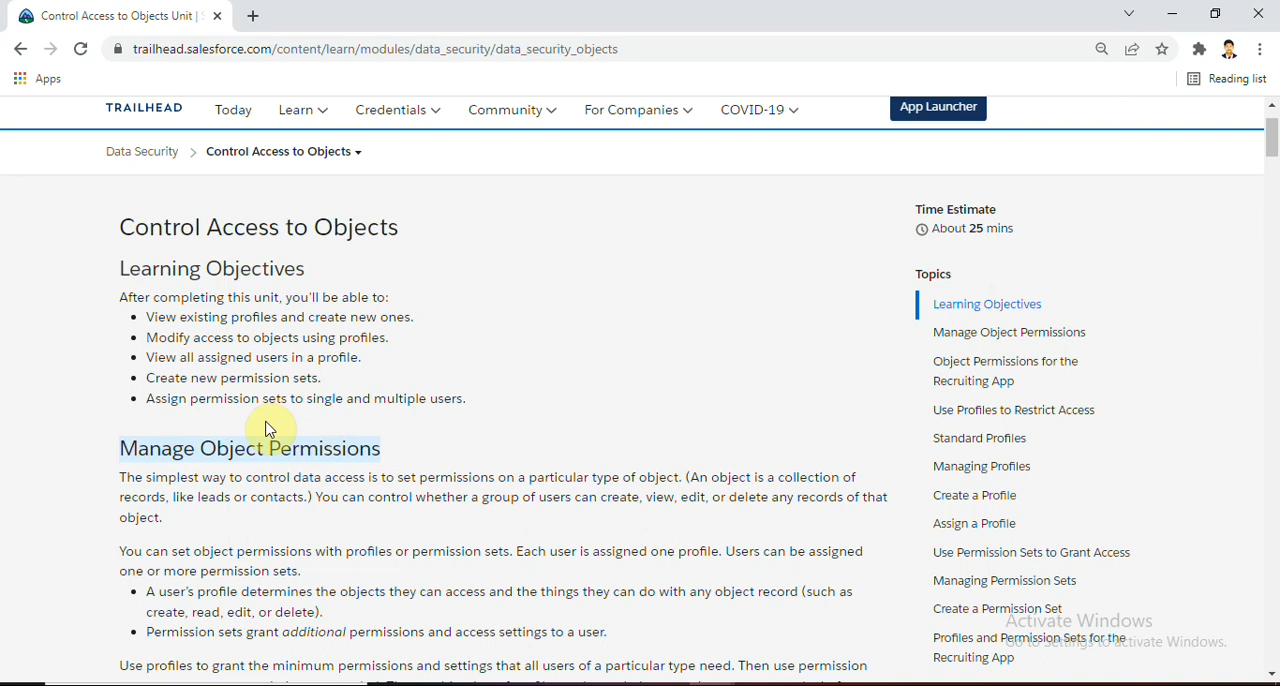 Control Access to Objects Unit |
trailhead.salesforce.com/content/learn/modules/data_security/data_security_objects
Apps
Reading list
TRAILHEAD
Today
Learn
Credentials
Community
For Companies
COVID-19
App Launcher
Data Security > Control Access to Objects
Control Access to Objects
Learning Objectives
After completing this unit, you'll be able to:
• View existing profiles and create new ones.
• Modify access to objects using profiles.
• View all assigned users in a profile.
• Create new permission sets.
• Assign permission sets to single and multiple users.
Manage Object Permissions
The simplest way to control data access is to set permissions on a particular type of object. (An object is a collection of
records, like leads or contacts.) You can control whether a group of users can create, view, edit, or delete any records of that
object.
You can set object permissions with profiles or permission sets. Each user is assigned one profile. Users can be assigned
one or more permission sets.
• A user's profile determines the objects they can access and the things they can do with any object record (such as
create, read, edit, or delete).
• Permission sets grant additional permissions and access settings to a user.
Use profiles to grant the minimum permissions and settings that all users of a particular type need. Then use permission
Time Estimate
About 25 mins
Topics
Learning Objectives
Manage Object Permissions
Object Permissions for the
Recruiting App
Use Profiles to Restrict Access
Standard Profiles
Managing Profiles
Create a Profile
Assign a Profile
Use Permission Sets to Grant Access
Managing Permission Sets
Create a Permission Set
Profiles and Permission Sets for the
Recruiting App
Activate Windows
Go to Settings to activate Windows.